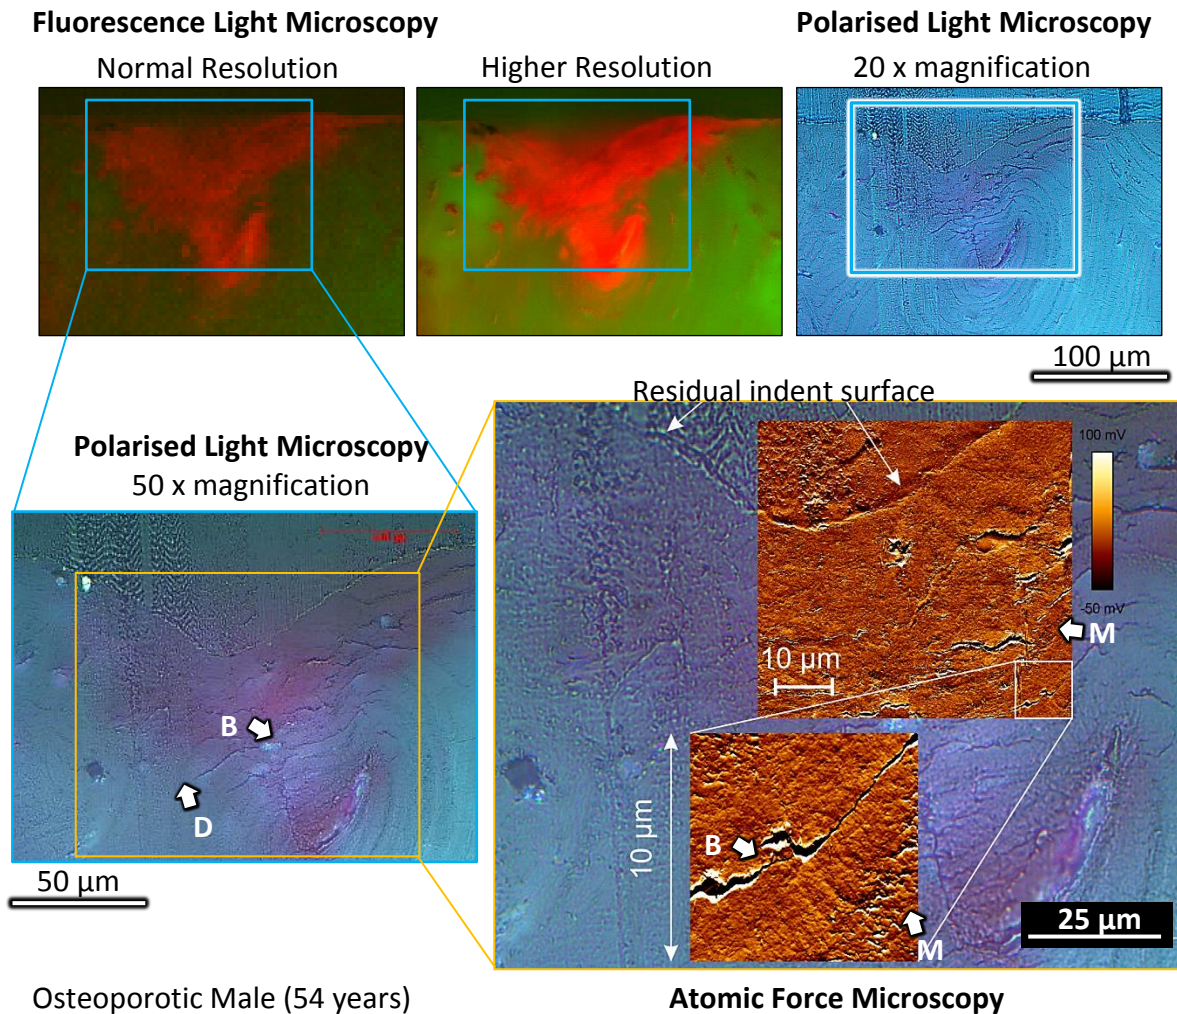 Fluorescence Light Microscopy
Polarised Light Microscopy
Normal Resolution
Higher Resolution
20 x magnification
100 µm
Residual indent surface
Polarised Light Microscopy
50 x magnification
100 mV
-50 mV
M
10 µm
B
D
10 µm
B
M
50 µm
25 µm
Osteoporotic Male (54 years)
Atomic Force Microscopy